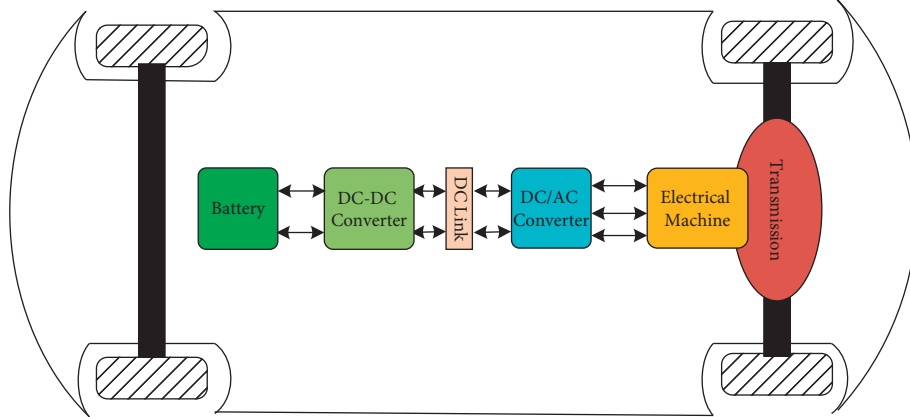 Battery
DC-DC
Converter
DC Link
DC/AC
Converter
Electrical
Machine
Transmission